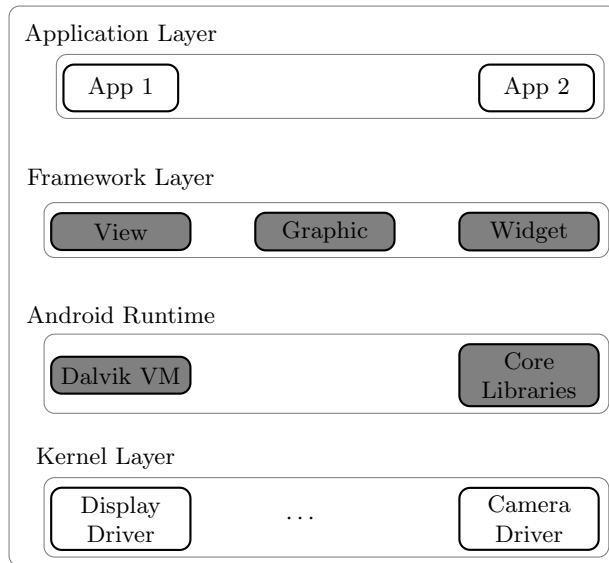 Application Layer
App 1 App 2
Framework Layer
View Graphic Widget
Android Runtime
Dalvik VM Core
Libraries
Kernel Layer
Display
Driver
...
Camera
Driver